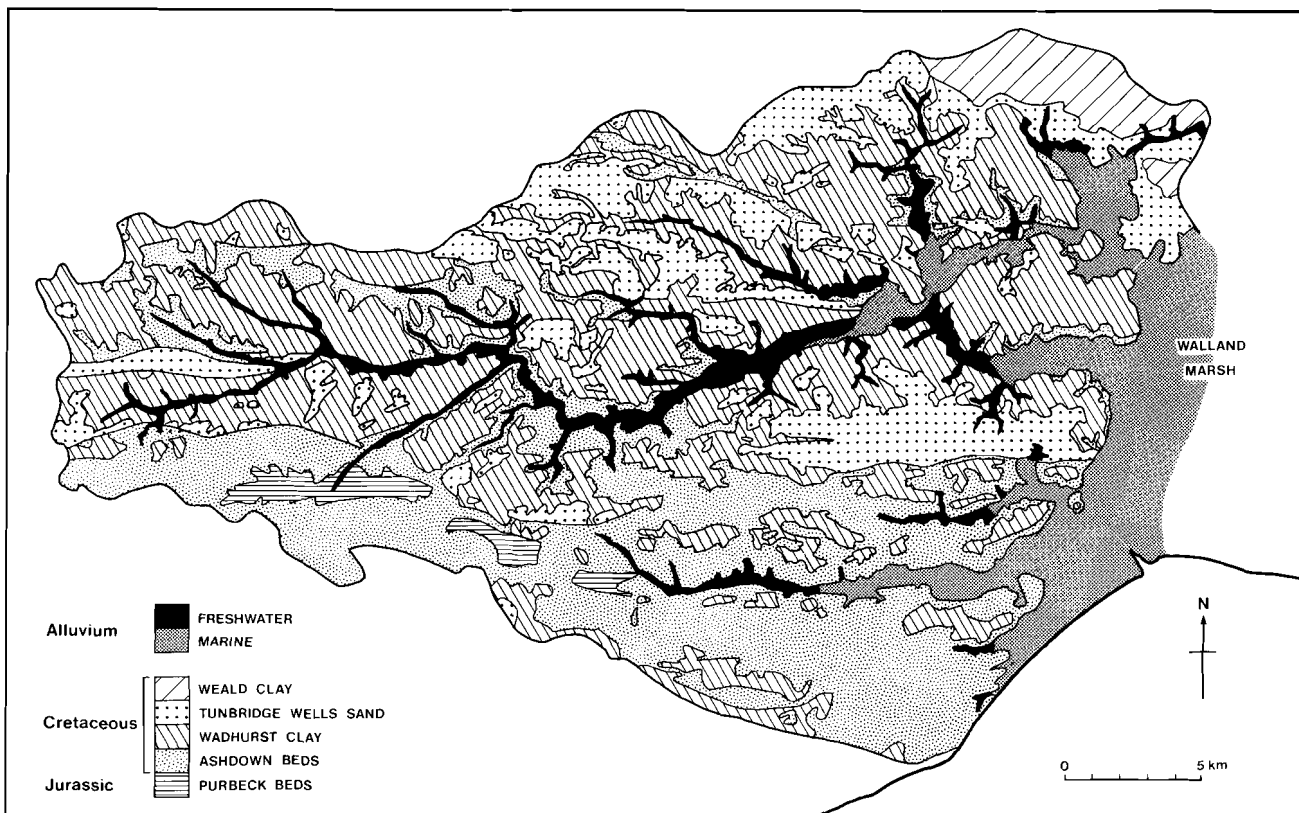 WALLAND
MARSH
Alluvium
FRESHWATER
MARINE
Cretaceous
WEALD CLAY
TUNBRIDGE WELLS SAND
WADHURST CLAY
ASHDOWN BEDS
Jurassic
PURBECK BEDS
N
0 5 km